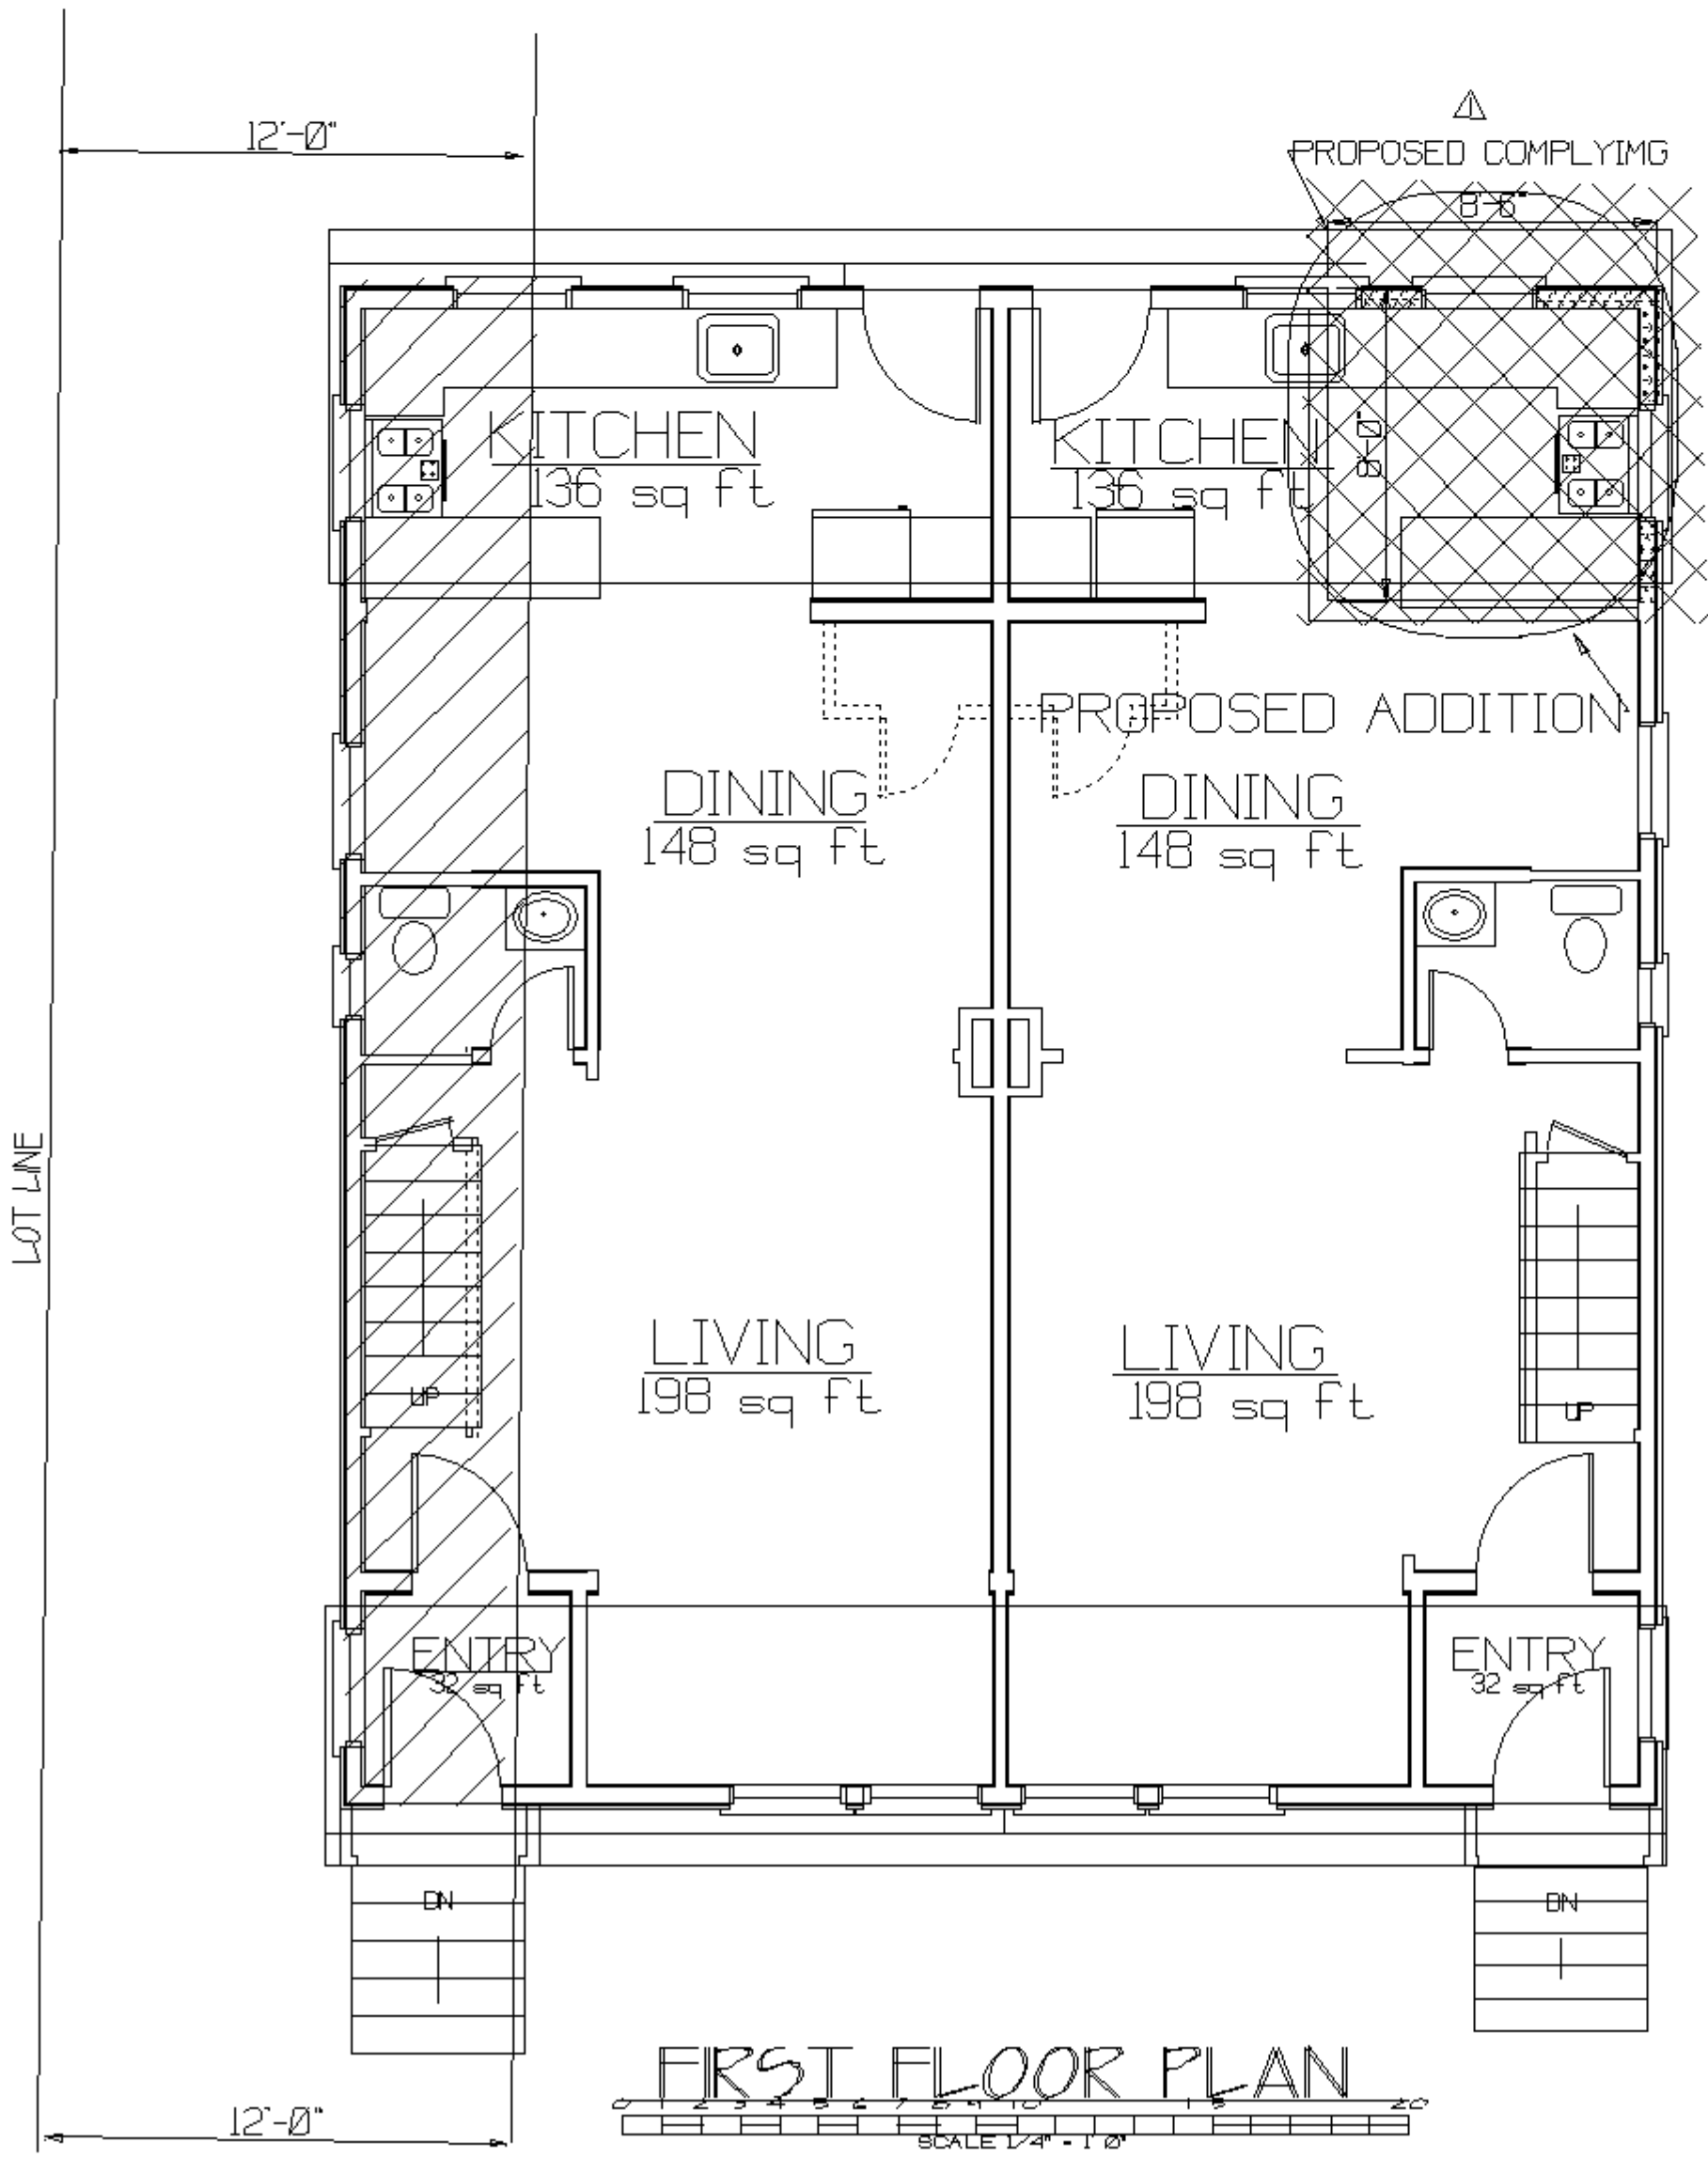 12'-0"
PROPOSED COMPLYIMG
8'-6"
KITCHEN
136 sq ft
KITCHEN
136 sq ft
8'-0"
PROPOSED ADDITION
DINING
148 sq ft
DINING
148 sq ft
LOT LINE
LIVING
198 sq ft
LIVING
198 sq ft
UP
UP
ENTRY
32 sq ft
ENTRY
32 sq ft
DN
DN
FIRST FLOOR PLAN
0 1 2 3 4 5 6 7 8 9 10 15 20
SCALE 1/4" - 1' 0"
12'-0"